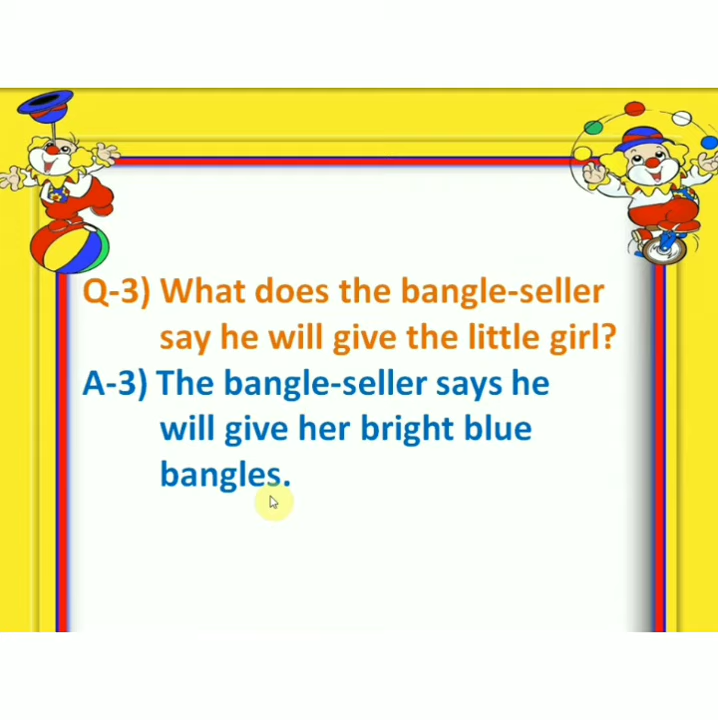 Q-3) What does the bangle-seller
say he will give the little girl?
A-3) The bangle-seller says he
will give her bright blue
bangles.